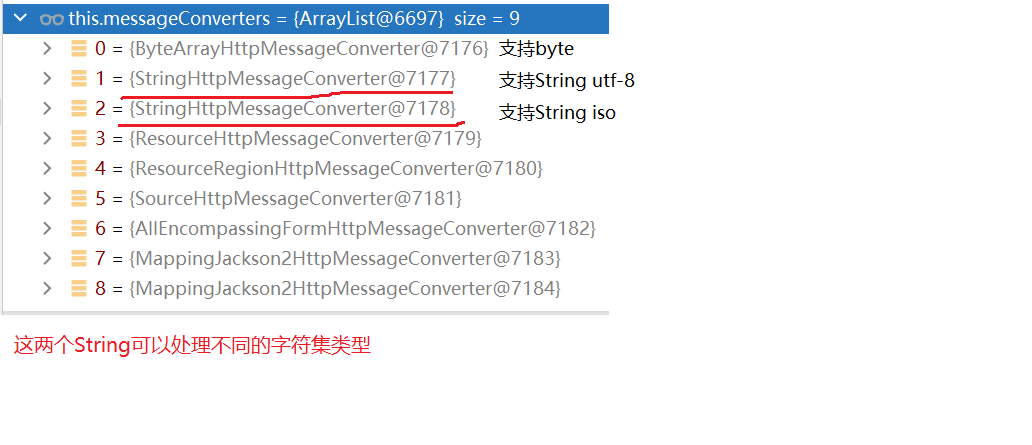 this.messageConverters = {ArrayList@6697} size = 9
0 = {ByteArrayHttpMessageConverter@7176} 支持byte
1 = {StringHttpMessageConverter@7177} 支持String utf-8
2 = {StringHttpMessageConverter@7178} 支持String iso
3 = {ResourceHttpMessageConverter@7179}
4 = {ResourceRegionHttpMessageConverter@7180}
5 = {SourceHttpMessageConverter@7181}
6 = {AllEncompassingFormHttpMessageConverter@7182}
7 = {MappingJackson2HttpMessageConverter@7183}
8 = {MappingJackson2HttpMessageConverter@7184}
这两个String可以处理不同的字符集类型